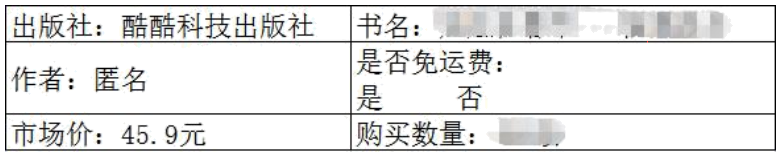 出版社：酷酷科技出版社
书名：
作者：匿名
是否免运费：
是 否
市场价：45.9元
购买数量：